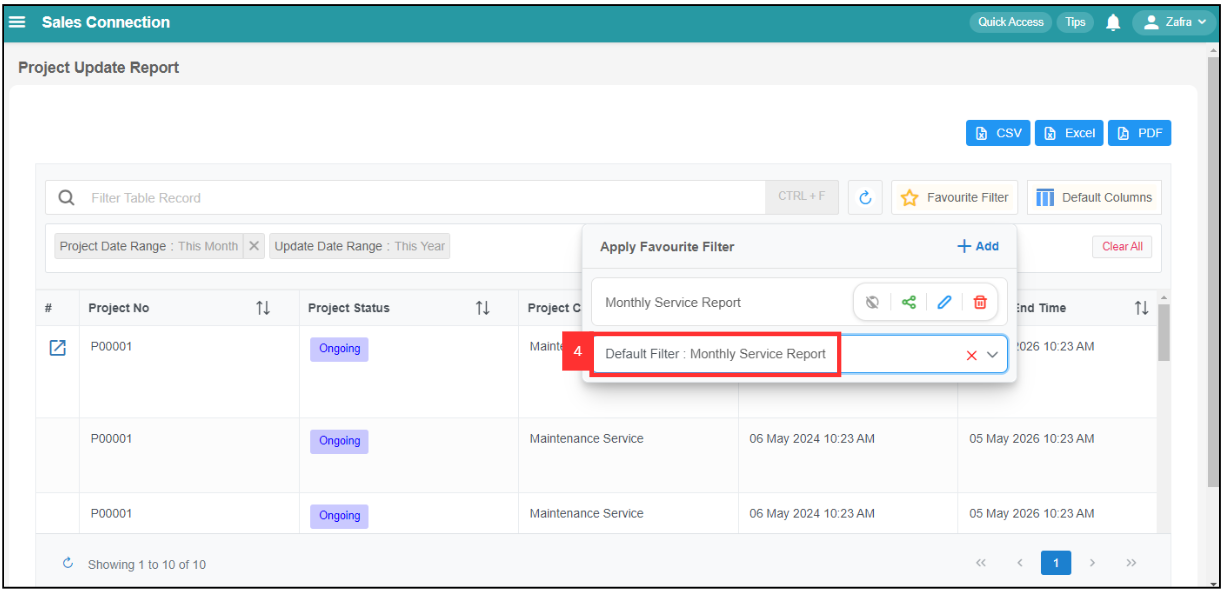 Sales Connection
Quick Access
Tips
Zafra
Project Update Report
CSV
Excel
PDF
Filter Table Record
CTRL + F
Favourite Filter
Default Columns
Project Date Range : This Month
Update Date Range : This Year
Clear All
Apply Favourite Filter
Add
Monthly Service Report
4
Default Filter : Monthly Service Report
# Project No Project Status Project C End Time
P00001 Ongoing Mainte 2026 10:23 AM
P00001 Ongoing Maintenance Service 06 May 2024 10:23 AM 05 May 2026 10:23 AM
P00001 Ongoing Maintenance Service 06 May 2024 10:23 AM 05 May 2026 10:23 AM
Showing 1 to 10 of 10
« ‹ 1 › »